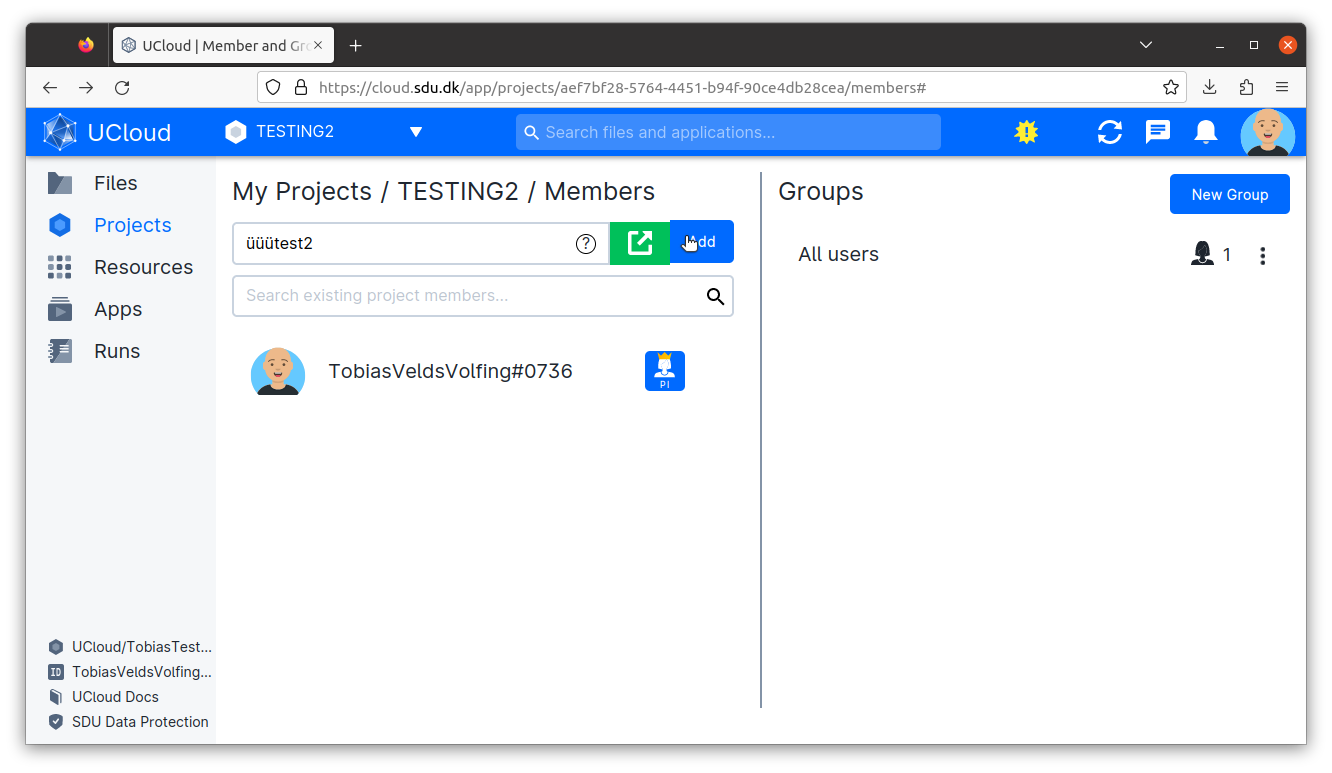 UCloud | Member and Gr
https://cloud.sdu.dk/app/projects/aef7bf28-5764-4451-b94f-90ce4db28cea/members#
UCloud
TESTING2
Search files and applications...
Files
Projects
Resources
Apps
Runs
My Projects / TESTING2 / Members
üüütest2
?
Add
Search existing project members...
TobiasVeldsVolfing#0736
PI
Groups
New Group
All users
1
UCloud/TobiasTest...
ID
TobiasVeldsVolfing...
UCloud Docs
SDU Data Protection